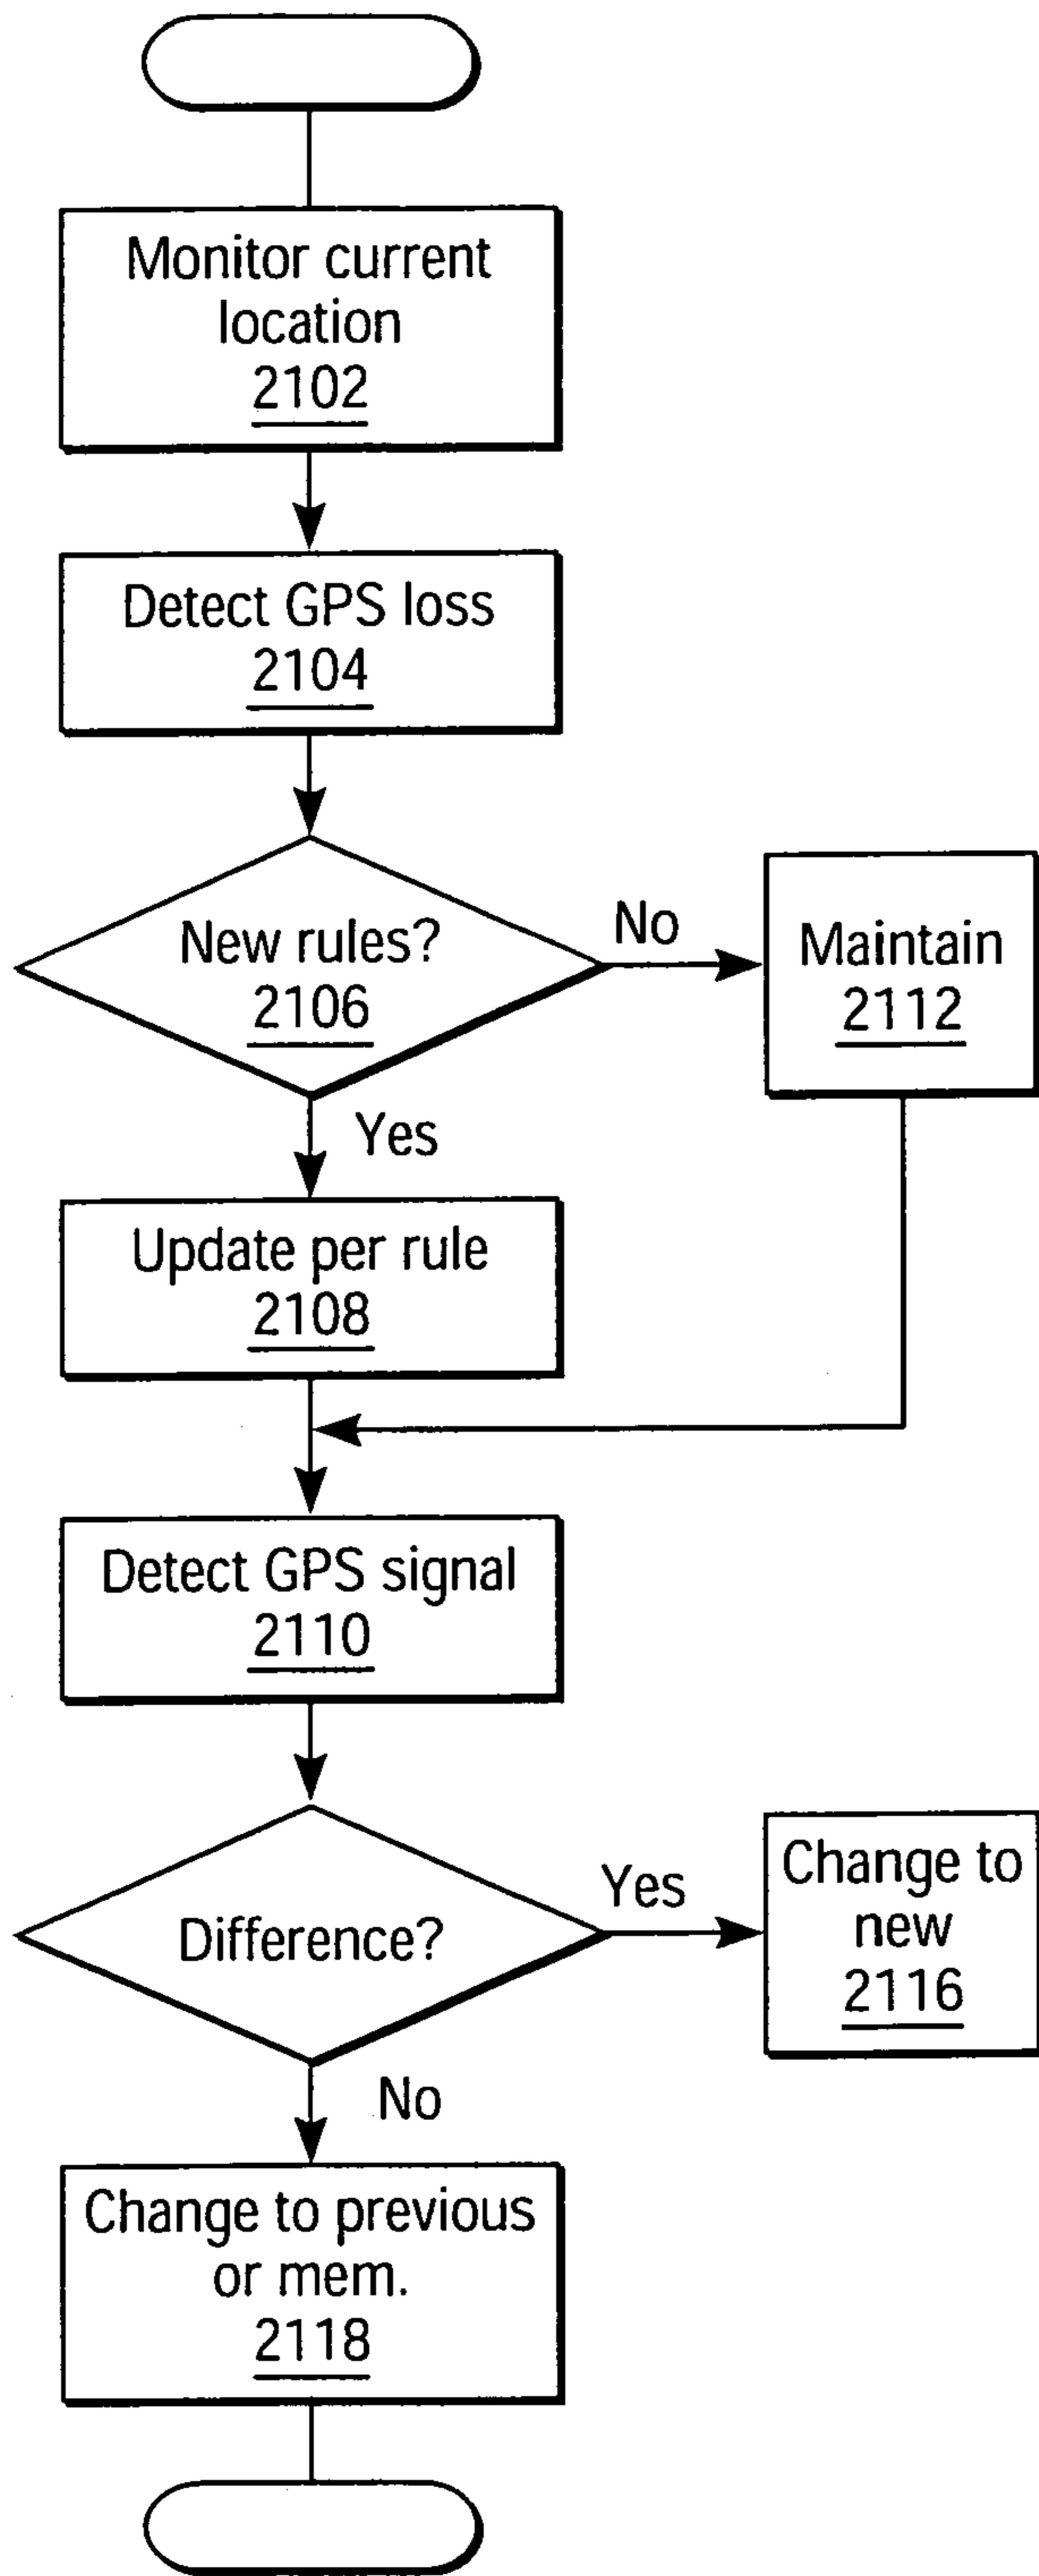 Monitor current
location
2102
Detect GPS loss
2104
New rules?
2106
No
Maintain
2112
Yes
Update per rule
2108
Detect GPS signal
2110
Difference?
Yes
Change to
new
2116
No
Change to previous
or mem.
2118